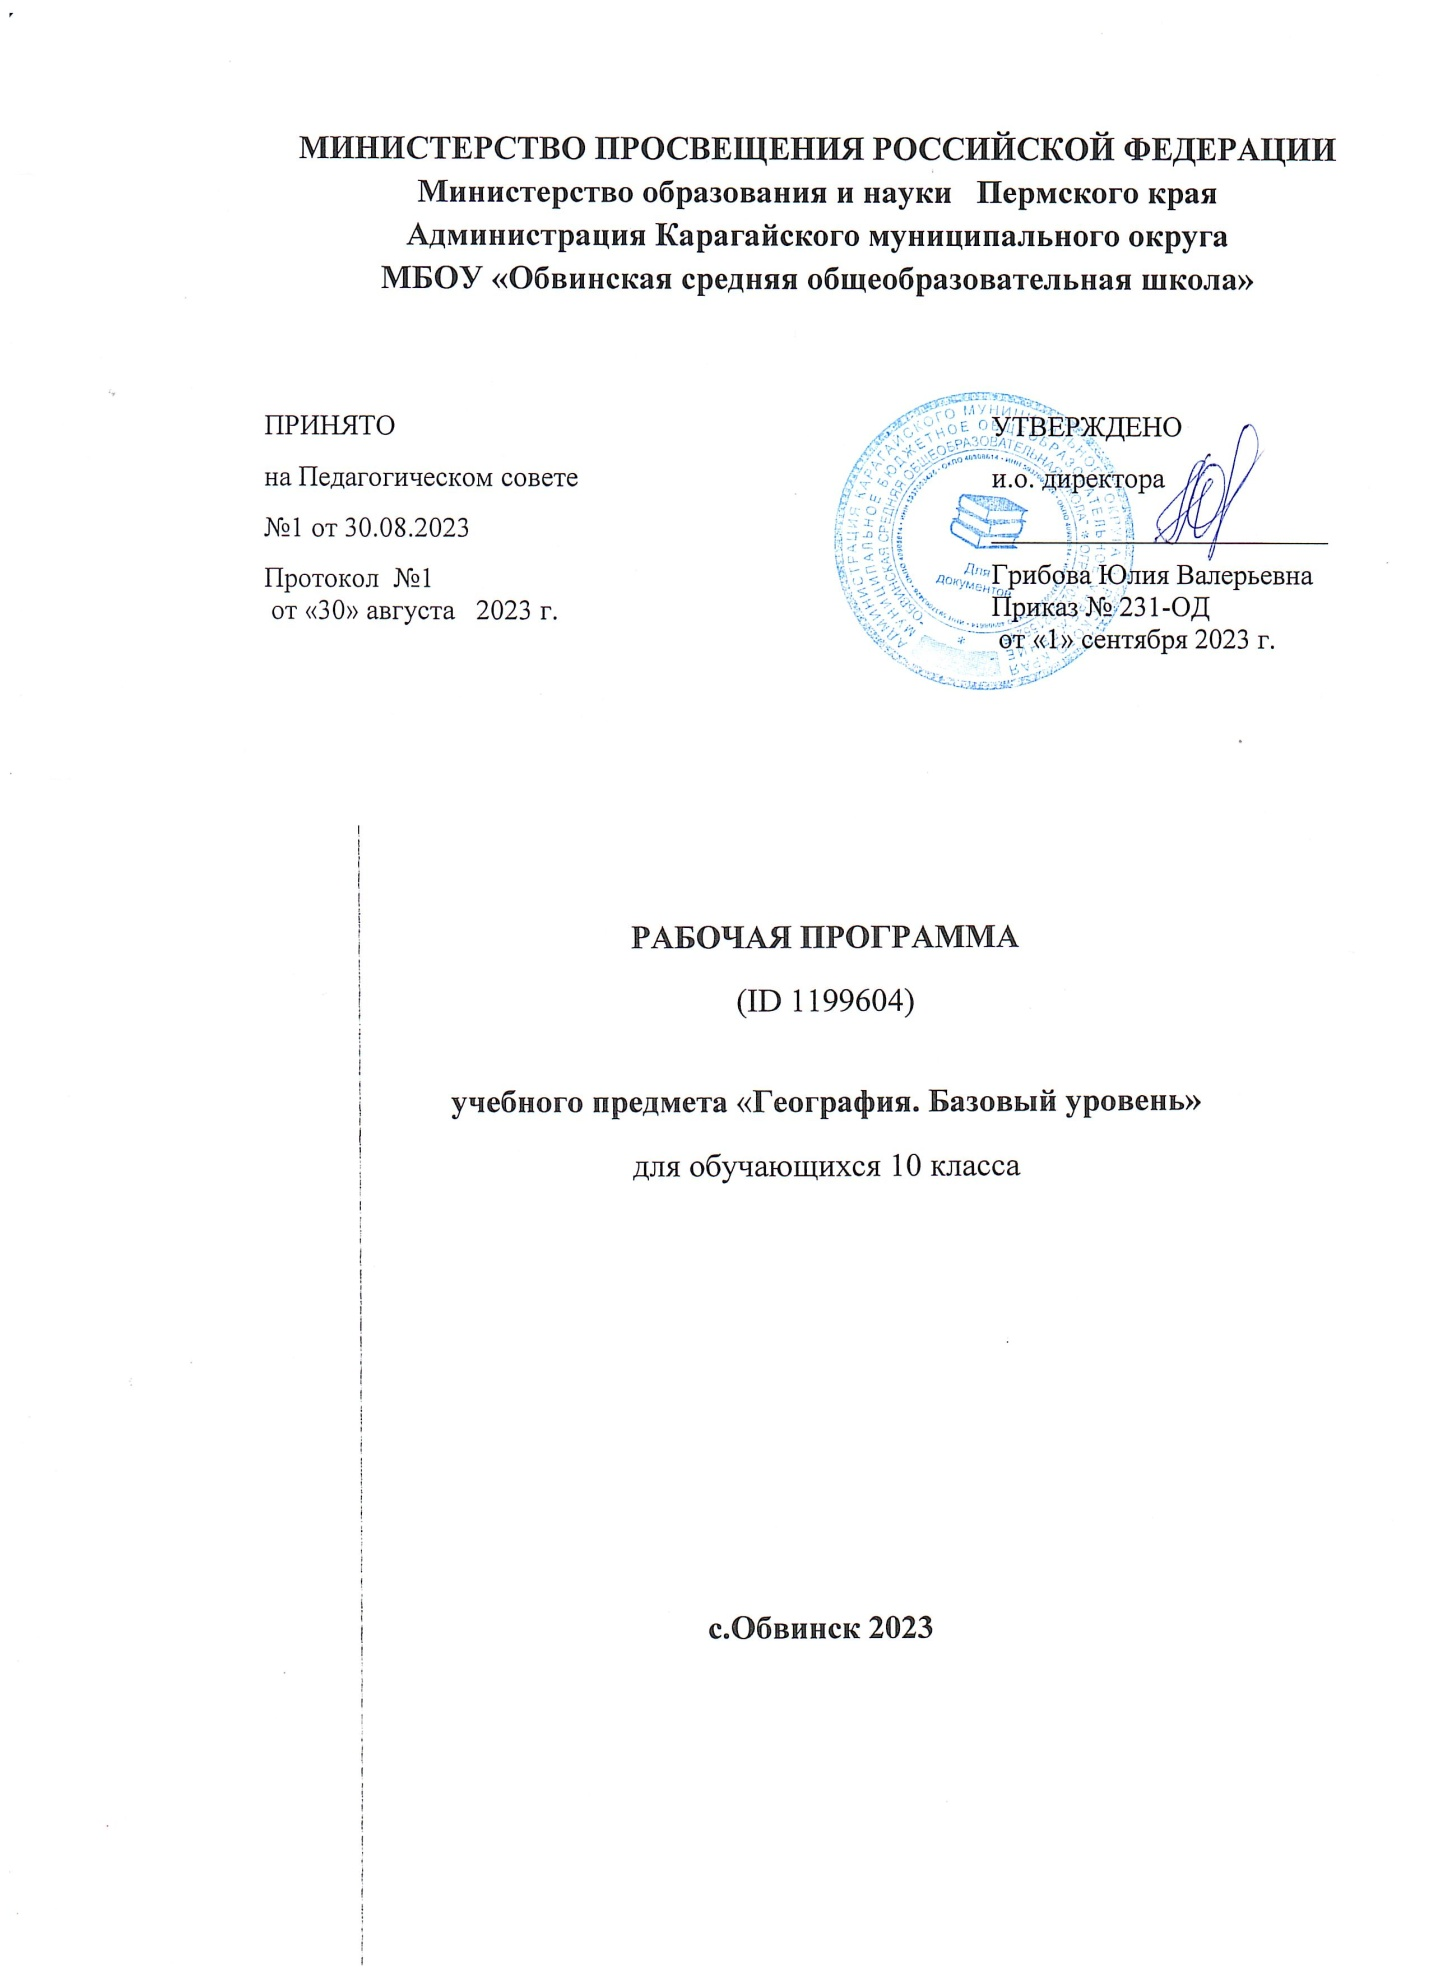 МИНИСТЕРСТВО ПРОСВЕЩЕНИЯ РОССИЙСКОЙ ФЕДЕРАЦИИ
Министерство образования и науки Пермского края
Администрация Карагайского муниципального округа
МБОУ «Обвинская средняя общеобразовательная школа»
ПРИНЯТО
на Педагогическом совете
№1 от 30.08.2023
Протокол №1
от «30» августа 2023 г.
УТВЕРЖДЕНО
и.о. директора
Грибова Юлия Валерьевна
Приказ № 231-ОД
от «1» сентября 2023 г.
Для
документов
РАБОЧАЯ ПРОГРАММА
(ID 1199604)
учебного предмета «География. Базовый уровень»
для обучающихся 10 класса
с.Обвинск 2023